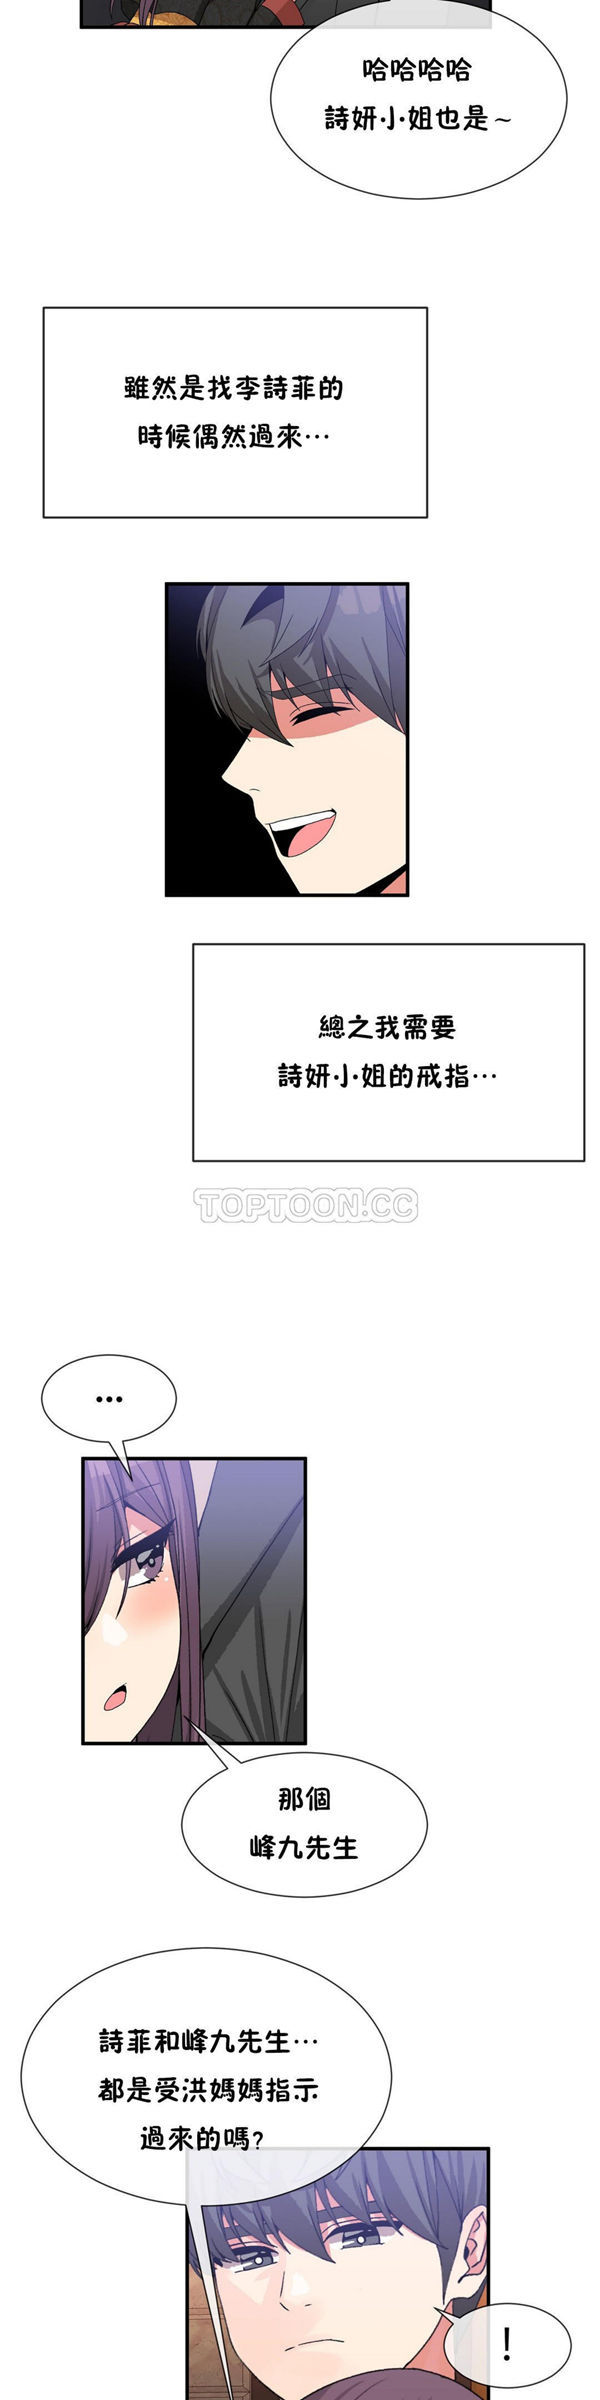 哈哈哈哈
詩妍小姐也是~
雖然是找李詩菲的
時候偶然過來…
總之我需要
詩妍小姐的戒指…
TOPTOON.CC
…
那個
峰九先生
詩菲和峰九先生…
都是受洪媽媽指示
過來的嗎?
!